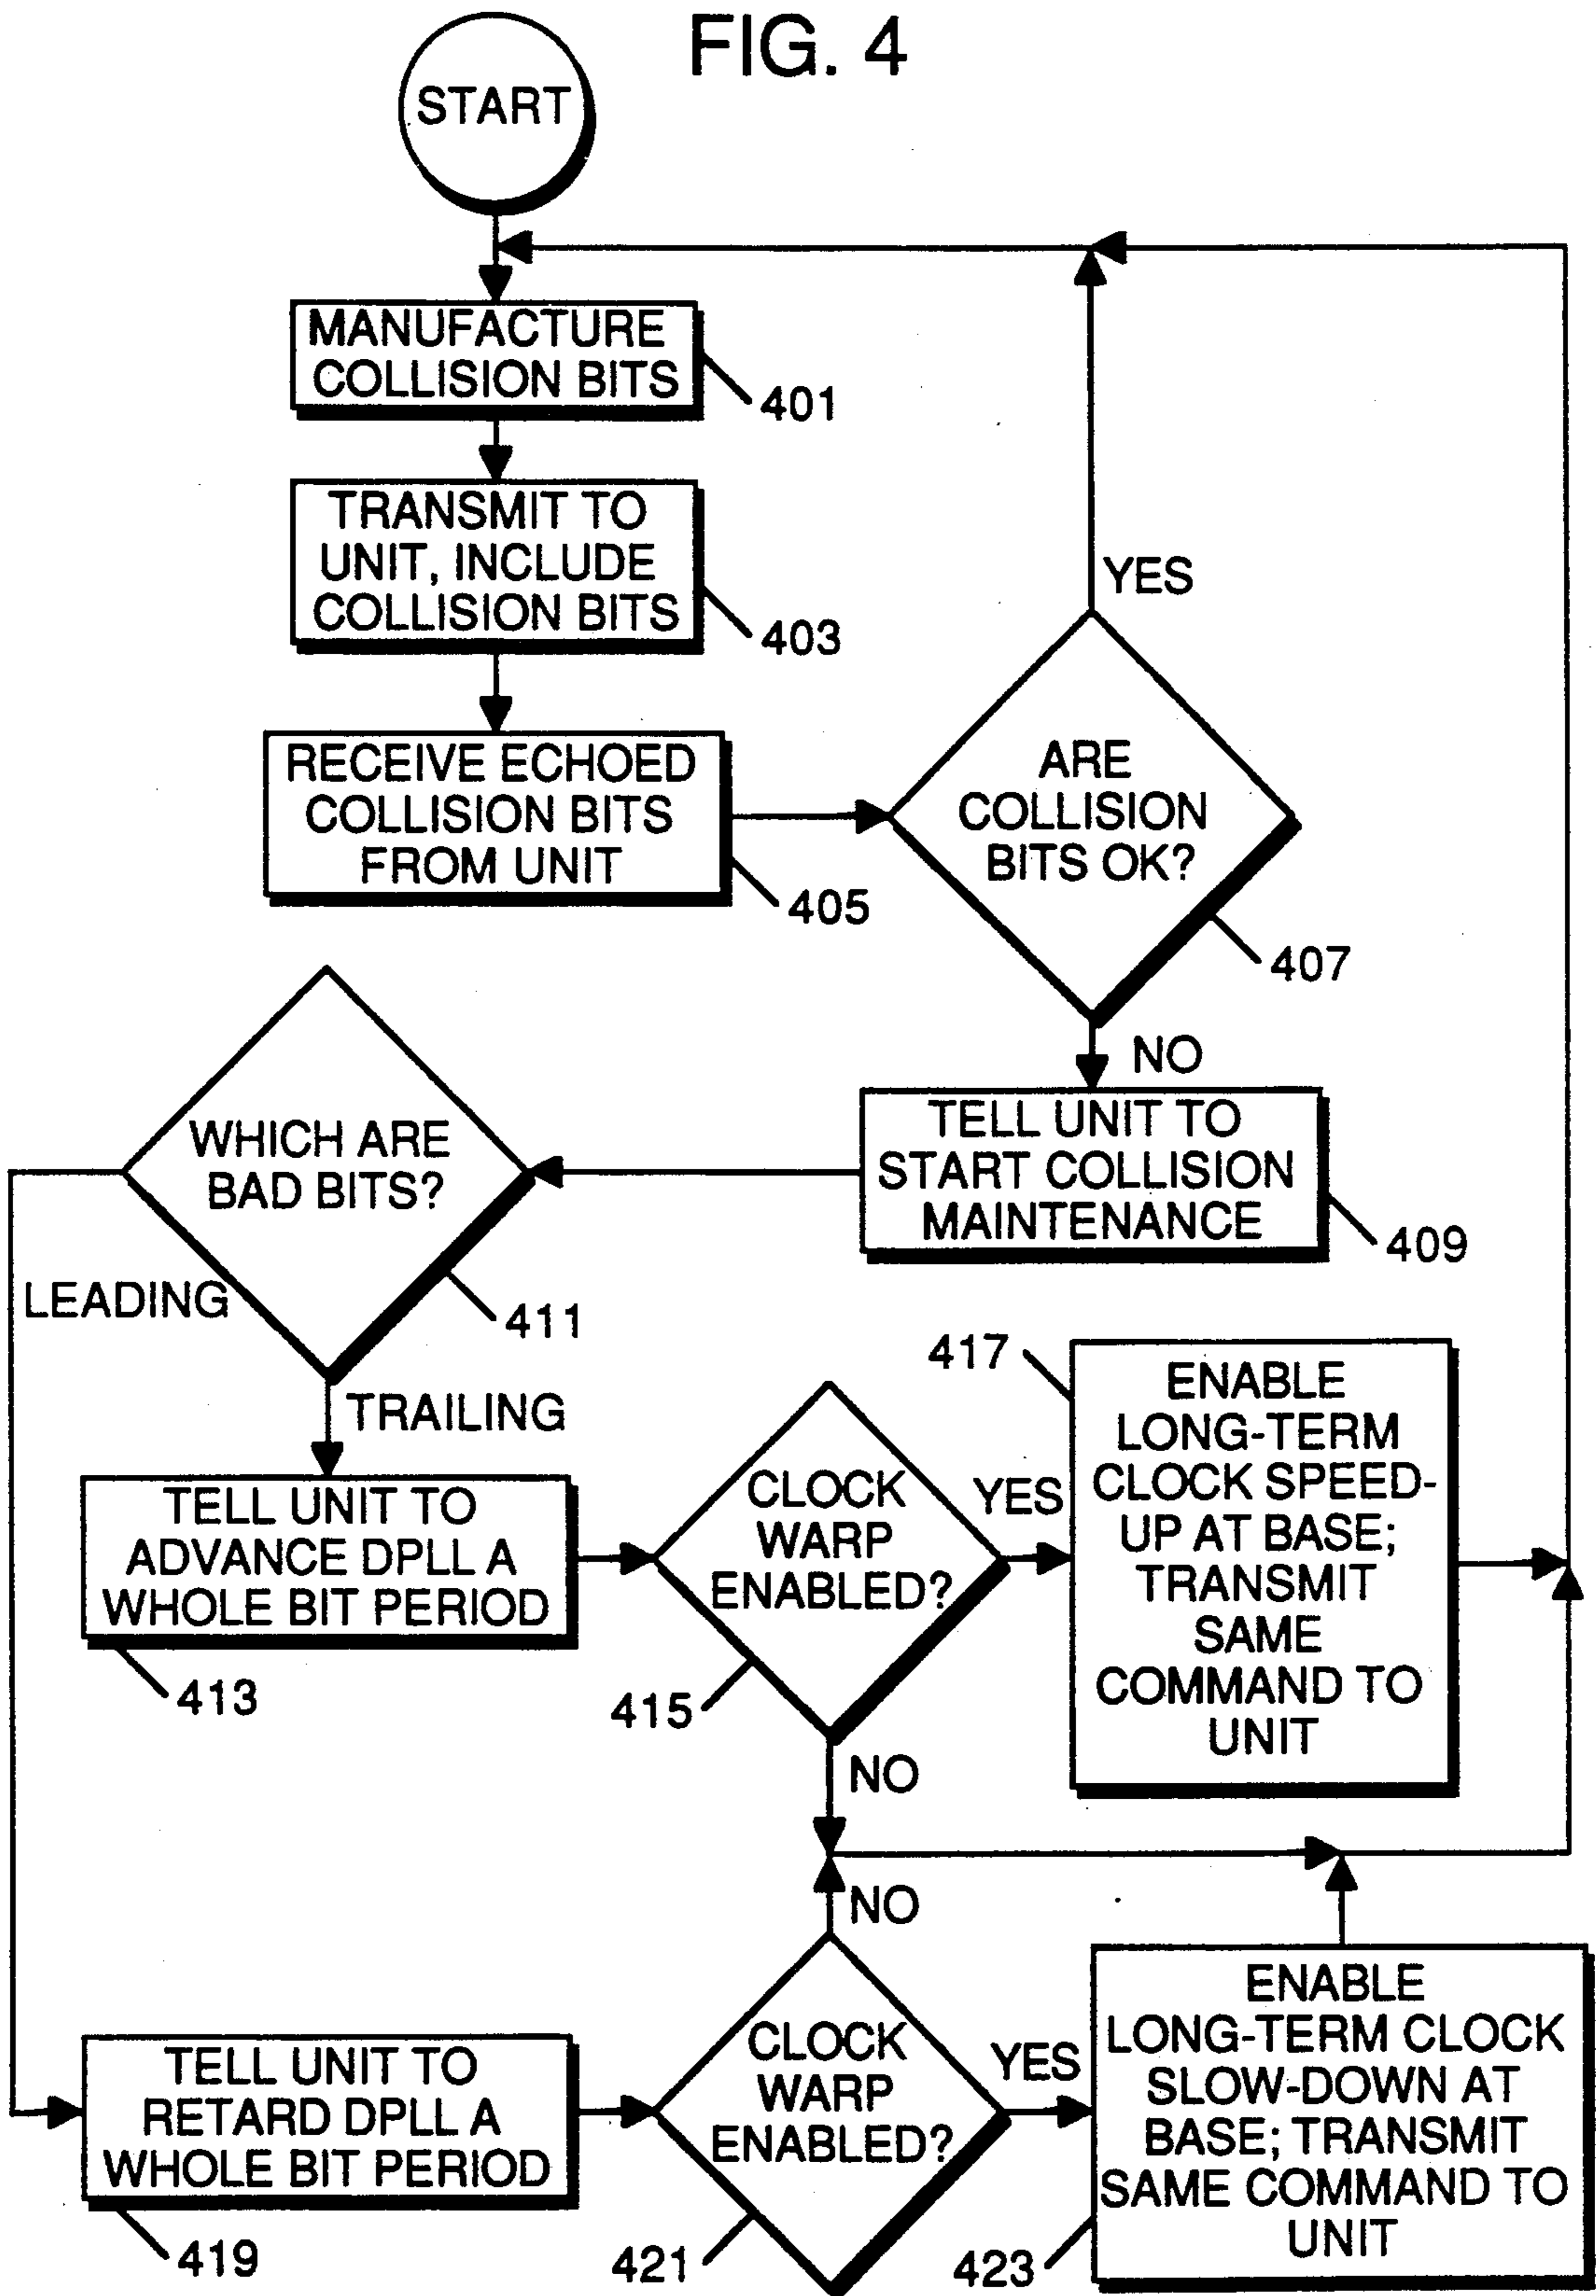 FIG. 4
START
MANUFACTURE
COLLISION BITS
401
TRANSMIT TO
UNIT, INCLUDE
COLLISION BITS
403
RECEIVE ECHOED
COLLISION BITS
FROM UNIT
405
YES
ARE
COLLISION
BITS OK?
407
NO
TELL UNIT TO
START COLLISION
MAINTENANCE
409
WHICH ARE
BAD BITS?
411
LEADING
TRAILING
TELL UNIT TO
ADVANCE DPLL A
WHOLE BIT PERIOD
413
CLOCK
WARP
ENABLED?
415
YES
NO
417
ENABLE
LONG-TERM
CLOCK SPEED-
UP AT BASE;
TRANSMIT
SAME
COMMAND TO
UNIT
TELL UNIT TO
RETARD DPLL A
WHOLE BIT PERIOD
419
NO
CLOCK
WARP
ENABLED?
421
YES
ENABLE
LONG-TERM CLOCK
SLOW-DOWN AT
BASE; TRANSMIT
SAME COMMAND TO
UNIT
423